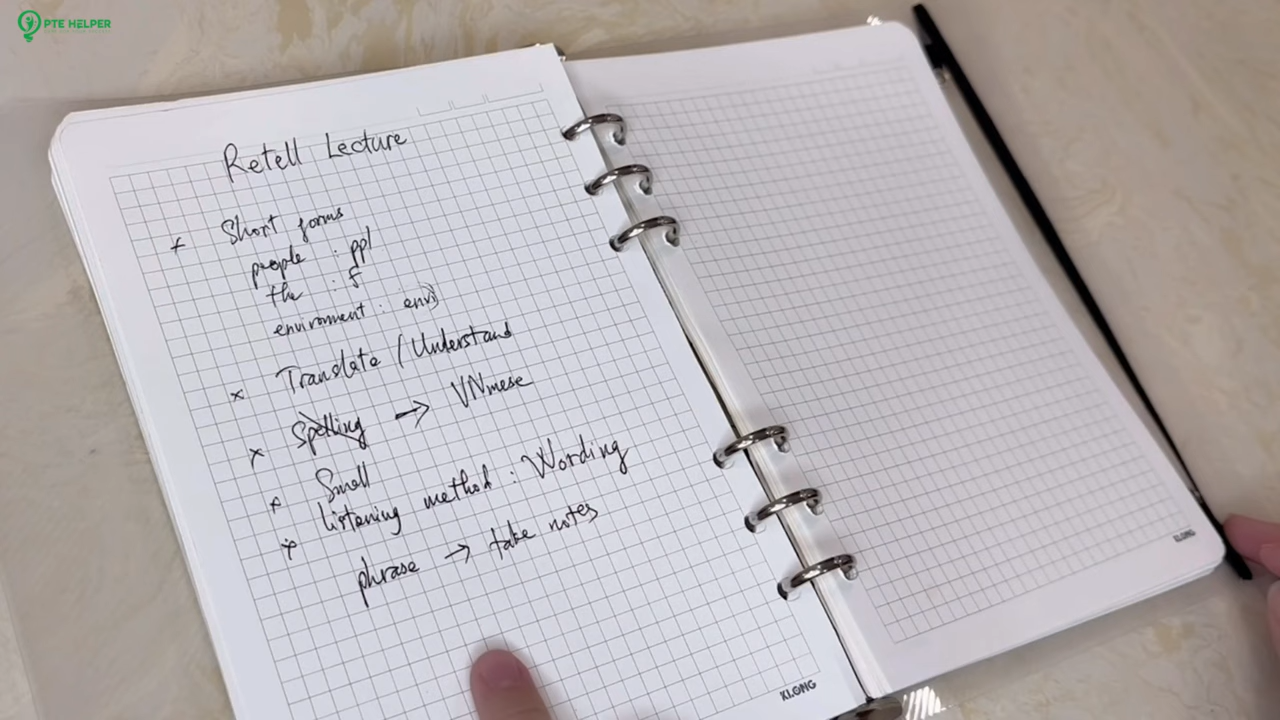 PTE HELPER
Retell Lecture
Short forms
people : ppl
the : f
environment : envi
Translate / Understand
Spelling → VNmese
Small
listening method : Wording
phrase → take notes
KLONG
KLONG